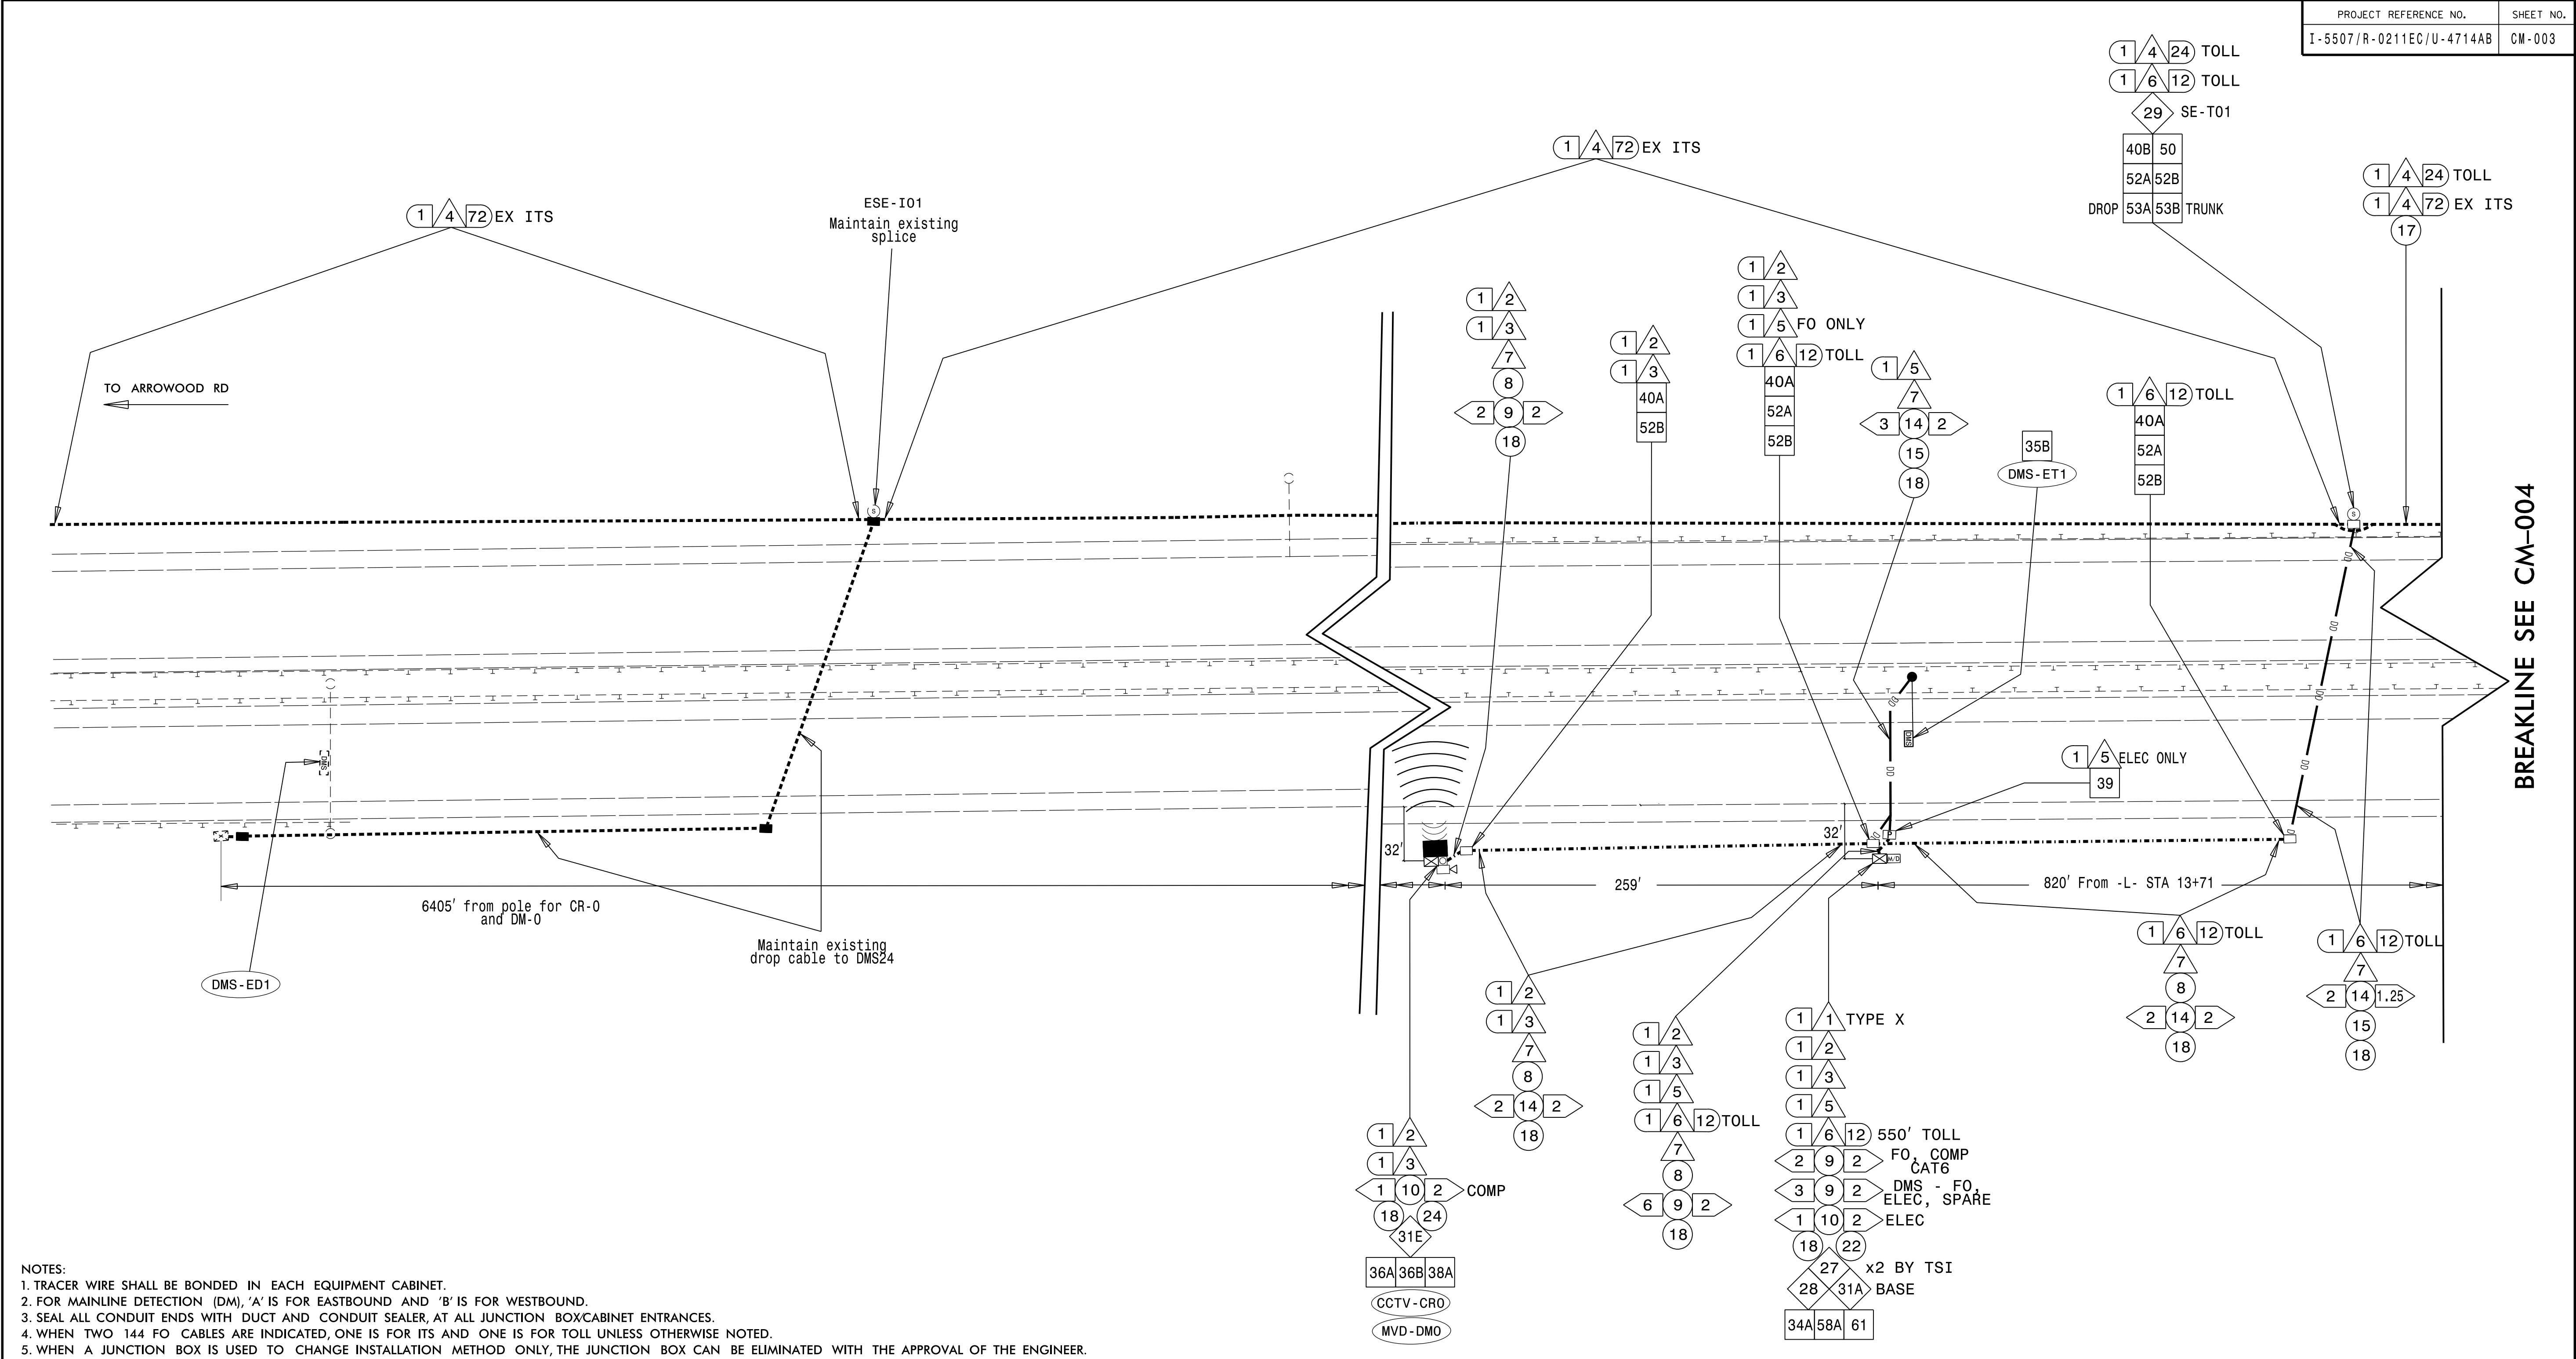 PROJECT REFERENCE NO. SHEET NO.
I-5507/R-0211EC/U-4714AB CM-003
1 4 24 TOLL
1 6 12 TOLL
29 SE-T01
40B 50
52A 52B
DROP 53A 53B TRUNK
1 4 72 EX ITS
1 4 24 TOLL
1 4 72 EX ITS
17
1 4 72 EX ITS
ESE-I01
Maintain existing
splice
S
TO ARROWOOD RD
1 2
1 3
7
8
2 9 2
18
1 2
1 3
40A
52B
1 2
1 3
1 5 FO ONLY
1 6 12 TOLL
40A
52A
52B
1 5
7
3 14 2
15
18
35B
DMS-ET1
1 6 12 TOLL
40A
52A
52B
S
BREAKLINE SEE CM-004
DMS
DMS
1 5 ELEC ONLY
39
32'
32'
P
M/D
259'
820' From -L- STA 13+71
6405' from pole for CR-0
and DM-0
Maintain existing
drop cable to DMS24
DMS-ED1
1 2
1 3
10 COMP
1 2
18 24
31E
36A 36B 38A
CCTV-CR0
MVD-DM0
1 2
1 3
7
8
2 14 2
18
1 2
1 3
1 5
1 6 12 TOLL
7
8
6 9 2
18
1 1 TYPE X
1 2
1 3
1 5
1 6 12 550' TOLL
2 9 2 FO, COMP
CAT6
3 9 2 DMS - FO,
ELEC, SPARE
1 10 2 ELEC
18 22
27 x2 BY TSI
28 31A BASE
34A 58A 61
1 6 12 TOLL
7
8
2 14 2
18
1 6 12 TOLL
7
2 14 1.25
15
18
NOTES:
1. TRACER WIRE SHALL BE BONDED IN EACH EQUIPMENT CABINET.
2. FOR MAINLINE DETECTION (DM), 'A' IS FOR EASTBOUND AND 'B' IS FOR WESTBOUND.
3. SEAL ALL CONDUIT ENDS WITH DUCT AND CONDUIT SEALER, AT ALL JUNCTION BOX/CABINET ENTRANCES.
4. WHEN TWO 144 FO CABLES ARE INDICATED, ONE IS FOR ITS AND ONE IS FOR TOLL UNLESS OTHERWISE NOTED.
5. WHEN A JUNCTION BOX IS USED TO CHANGE INSTALLATION METHOD ONLY, THE JUNCTION BOX CAN BE ELIMINATED WITH THE APPROVAL OF THE ENGINEER.